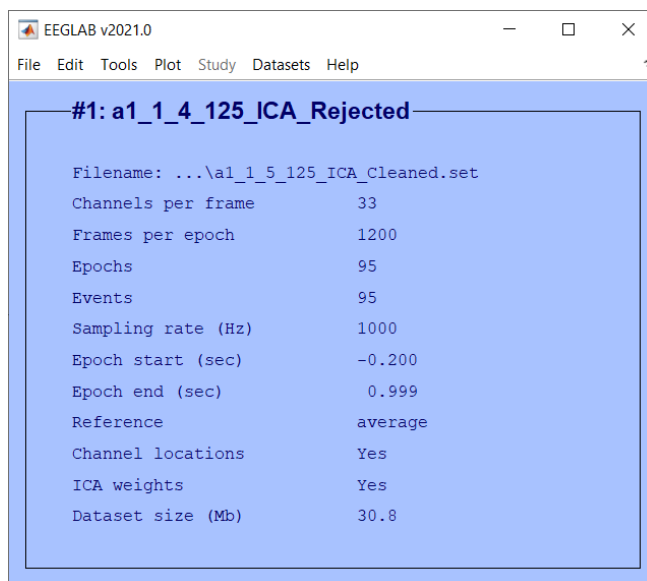 EEGLAB v2021.0
File Edit Tools Plot Study Datasets Help
#1: a1_1_4_125_ICA_Rejected
Filename: ...\a1_1_5_125_ICA_Cleaned.set
Channels per frame 33
Frames per epoch 1200
Epochs 95
Events 95
Sampling rate (Hz) 1000
Epoch start (sec) -0.200
Epoch end (sec) 0.999
Reference average
Channel locations Yes
ICA weights Yes
Dataset size (Mb) 30.8